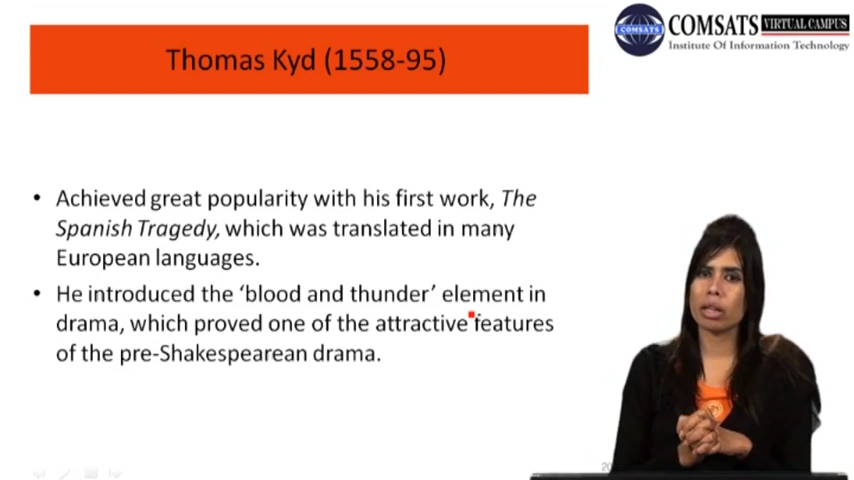 Thomas Kyd (1558-95)
COMSATS VIRTUAL CAMPUS
COMSATS
Institute Of Information Technology
• Achieved great popularity with his first work, The
Spanish Tragedy, which was translated in many
European languages.
• He introduced the ‘blood and thunder’ element in
drama, which proved one of the attractive features
of the pre-Shakespearean drama.